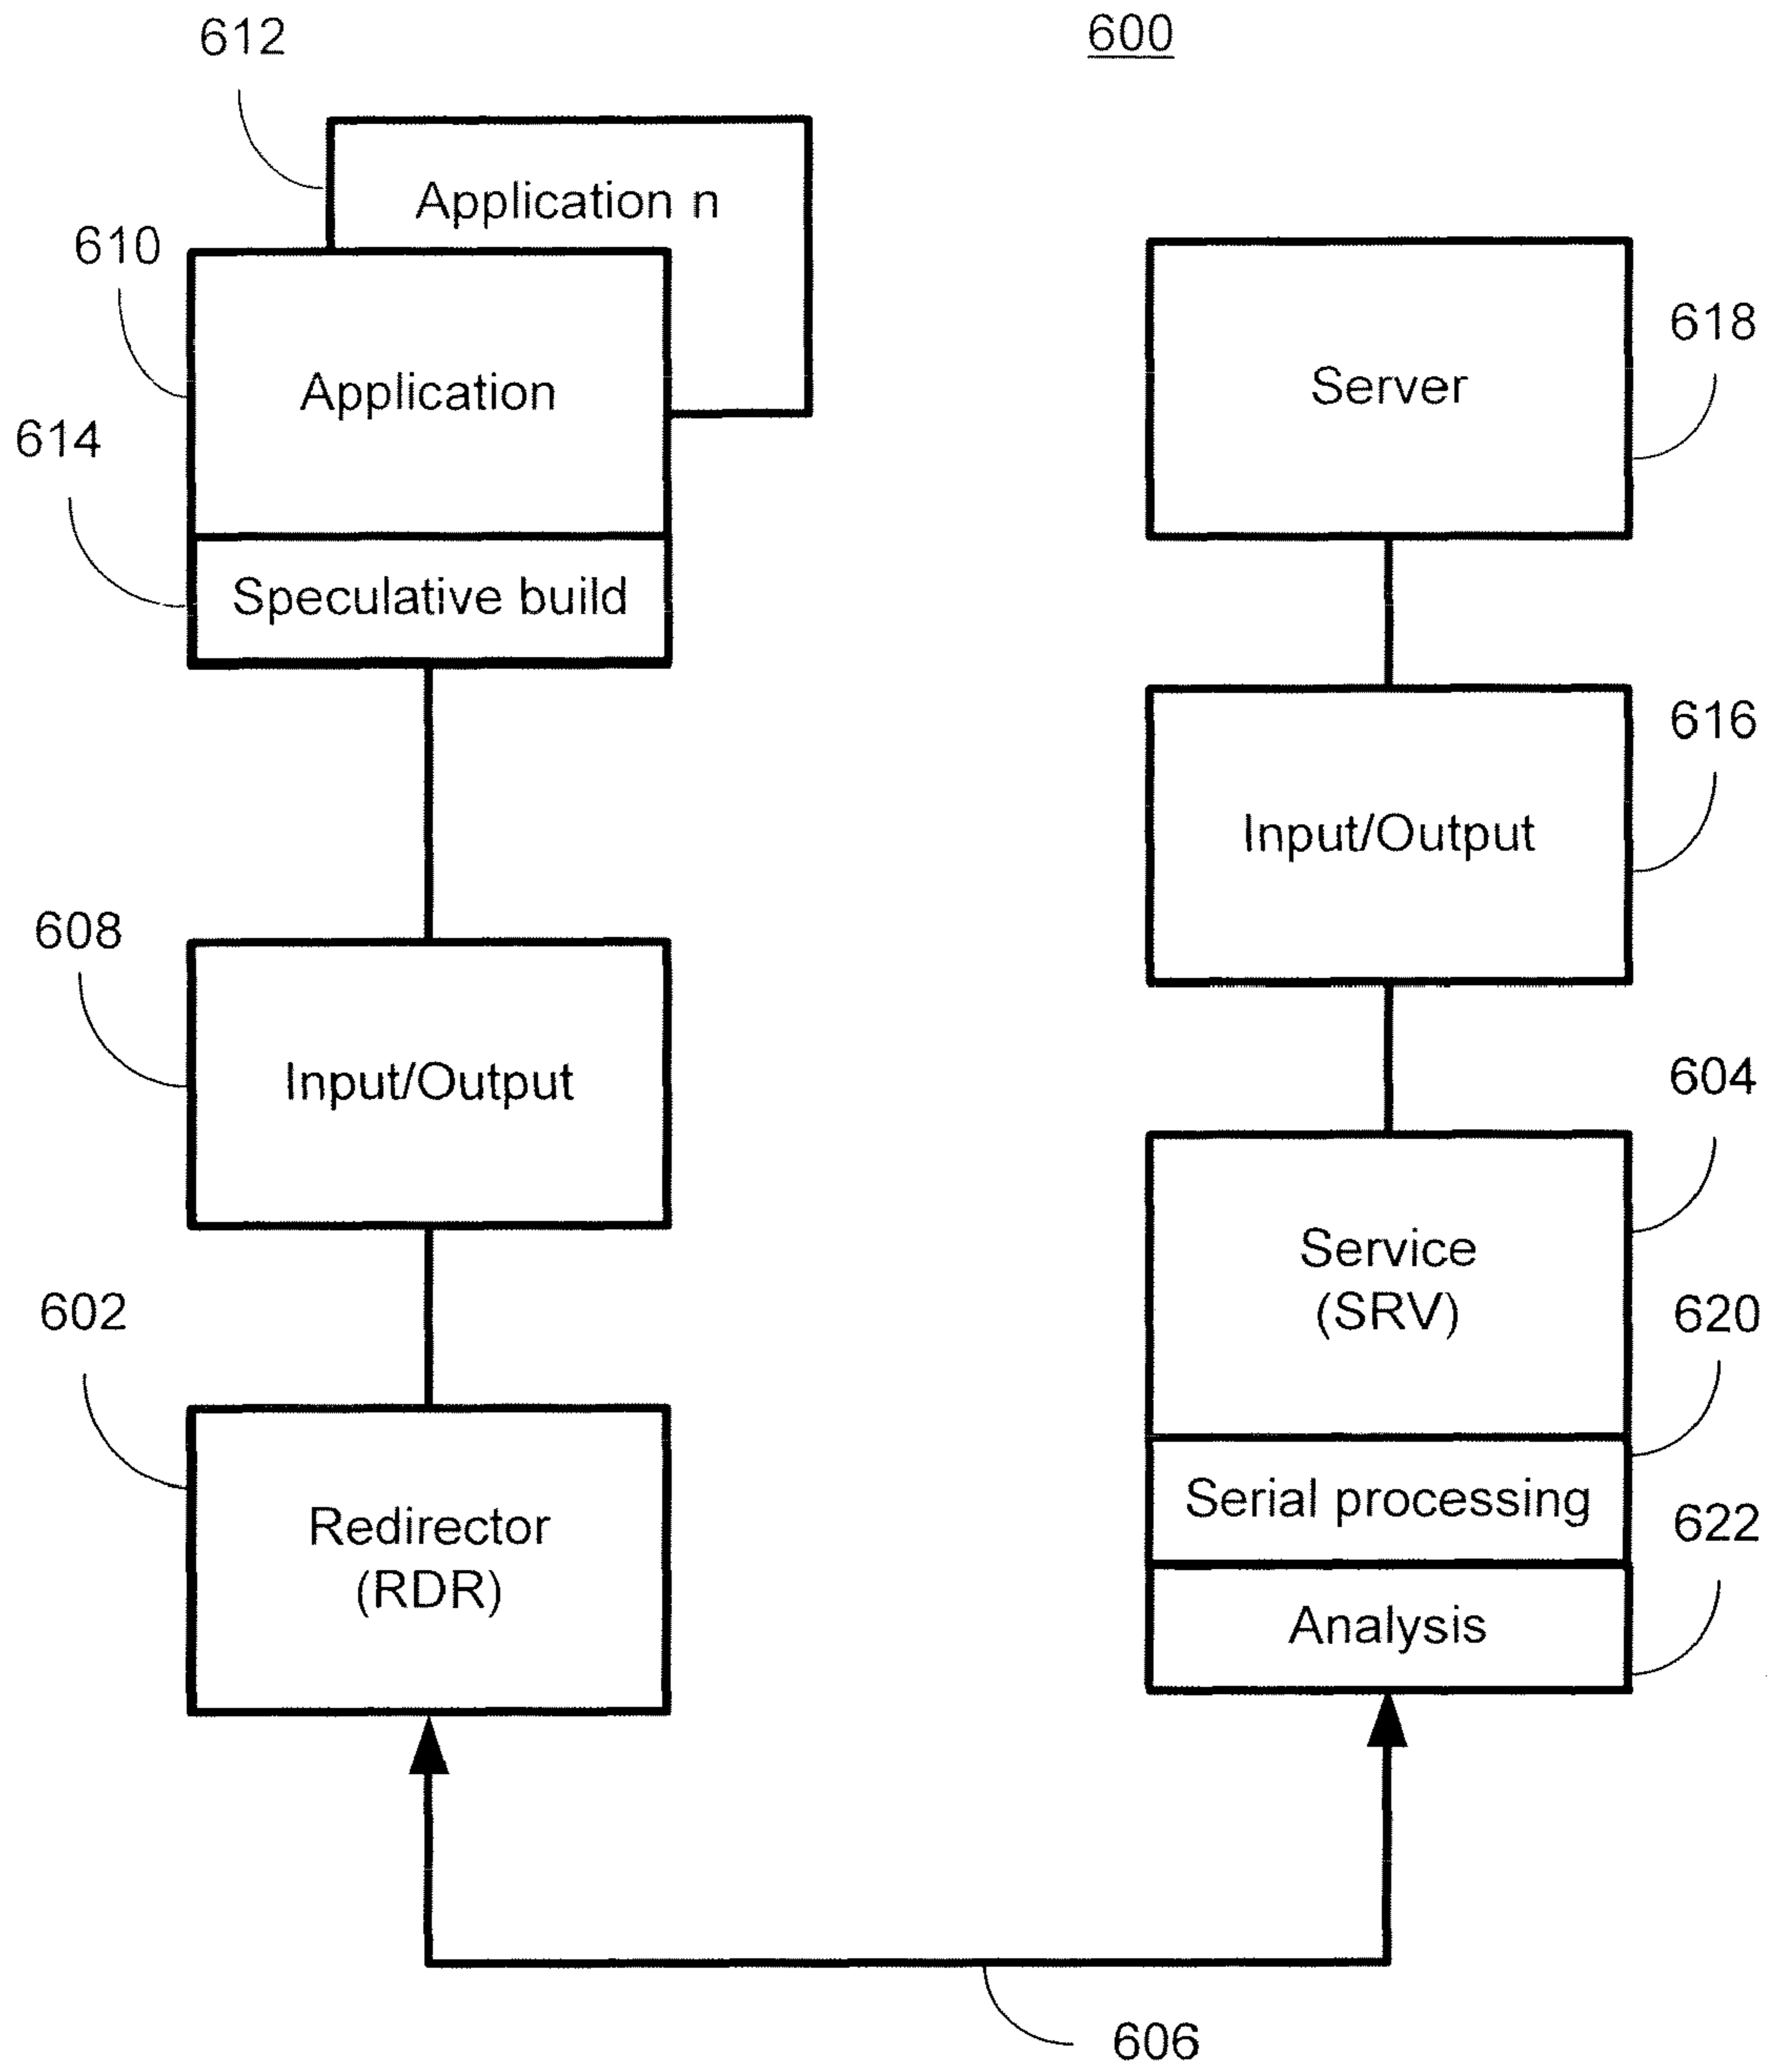 612
600
Application n
610
Application
618
Server
614
Speculative build
616
Input/Output
608
Input/Output
604
Service
(SRV)
602
620
Serial processing
Redirector
(RDR)
622
Analysis
606